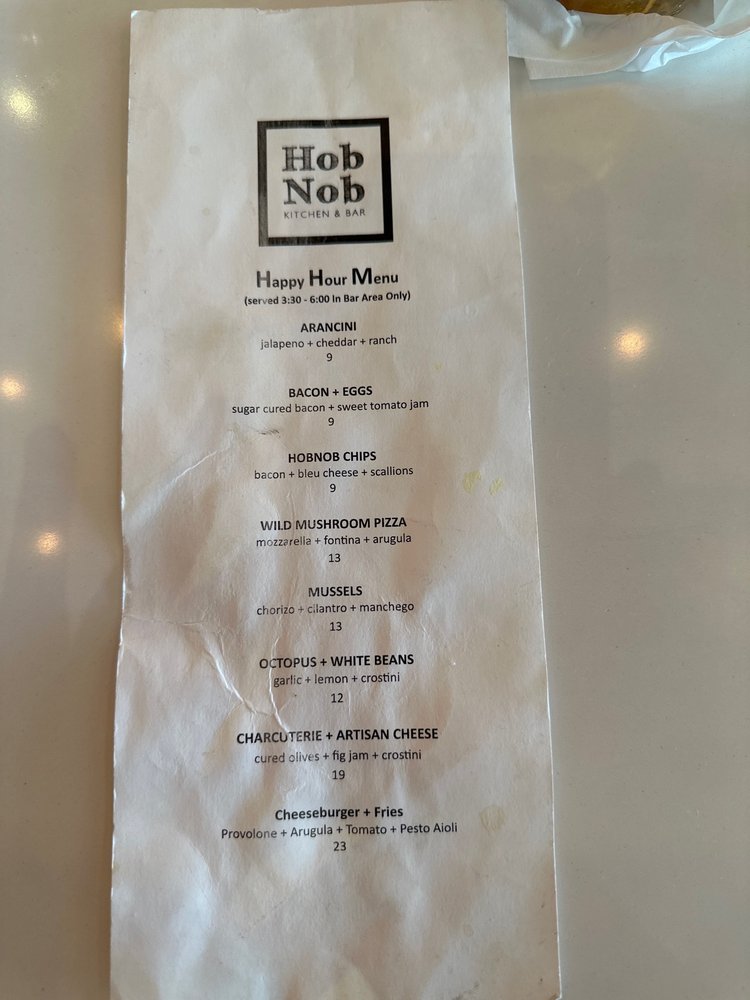 Hob
Nob
KITCHEN & BAR
Happy Hour Menu
(served 3:30 - 6:00 In Bar Area Only)
ARANCINI
jalapeno + cheddar + ranch
9
BACON + EGGS
sugar cured bacon + sweet tomato jam
9
HOBNOB CHIPS
bacon + bleu cheese + scallions
9
WILD MUSHROOM PIZZA
mozzarella + fontina + arugula
13
MUSSELS
chorizo + cilantro + manchego
13
OCTOPUS + WHITE BEANS
garlic + lemon + crostini
12
CHARCUTERIE + ARTISAN CHEESE
cured olives + fig jam + crostini
19
Cheeseburger + Fries
Provolone + Arugula + Tomato + Pesto Aioli
23